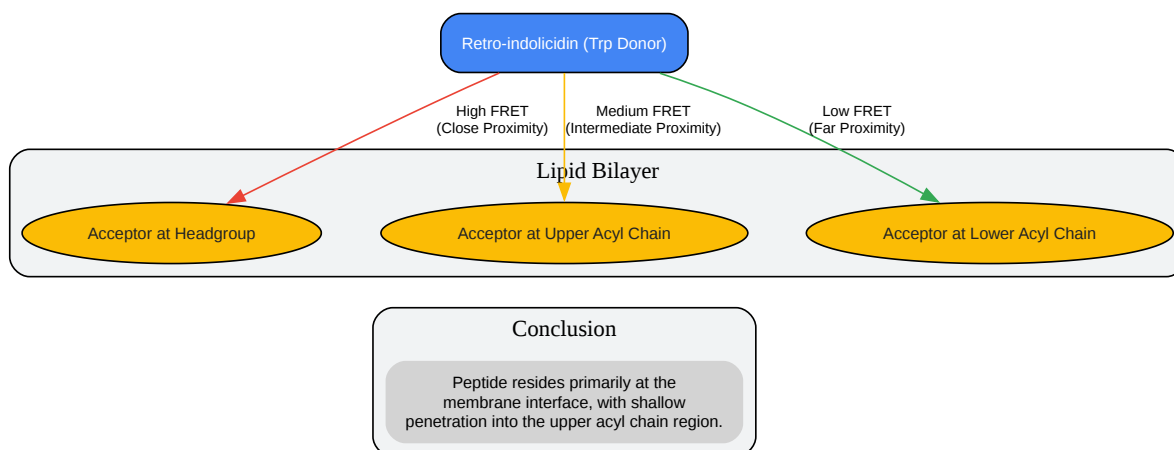 Retro-indolicidin (Trp Donor)
High FRET
(Close Proximity)
Medium FRET
(Intermediate Proximity)
Low FRET
(Far Proximity)
Lipid Bilayer
Acceptor at Headgroup
Acceptor at Upper Acyl Chain
Acceptor at Lower Acyl Chain
Conclusion
Peptide resides primarily at the
membrane interface, with shallow
penetration into the upper acyl chain region.